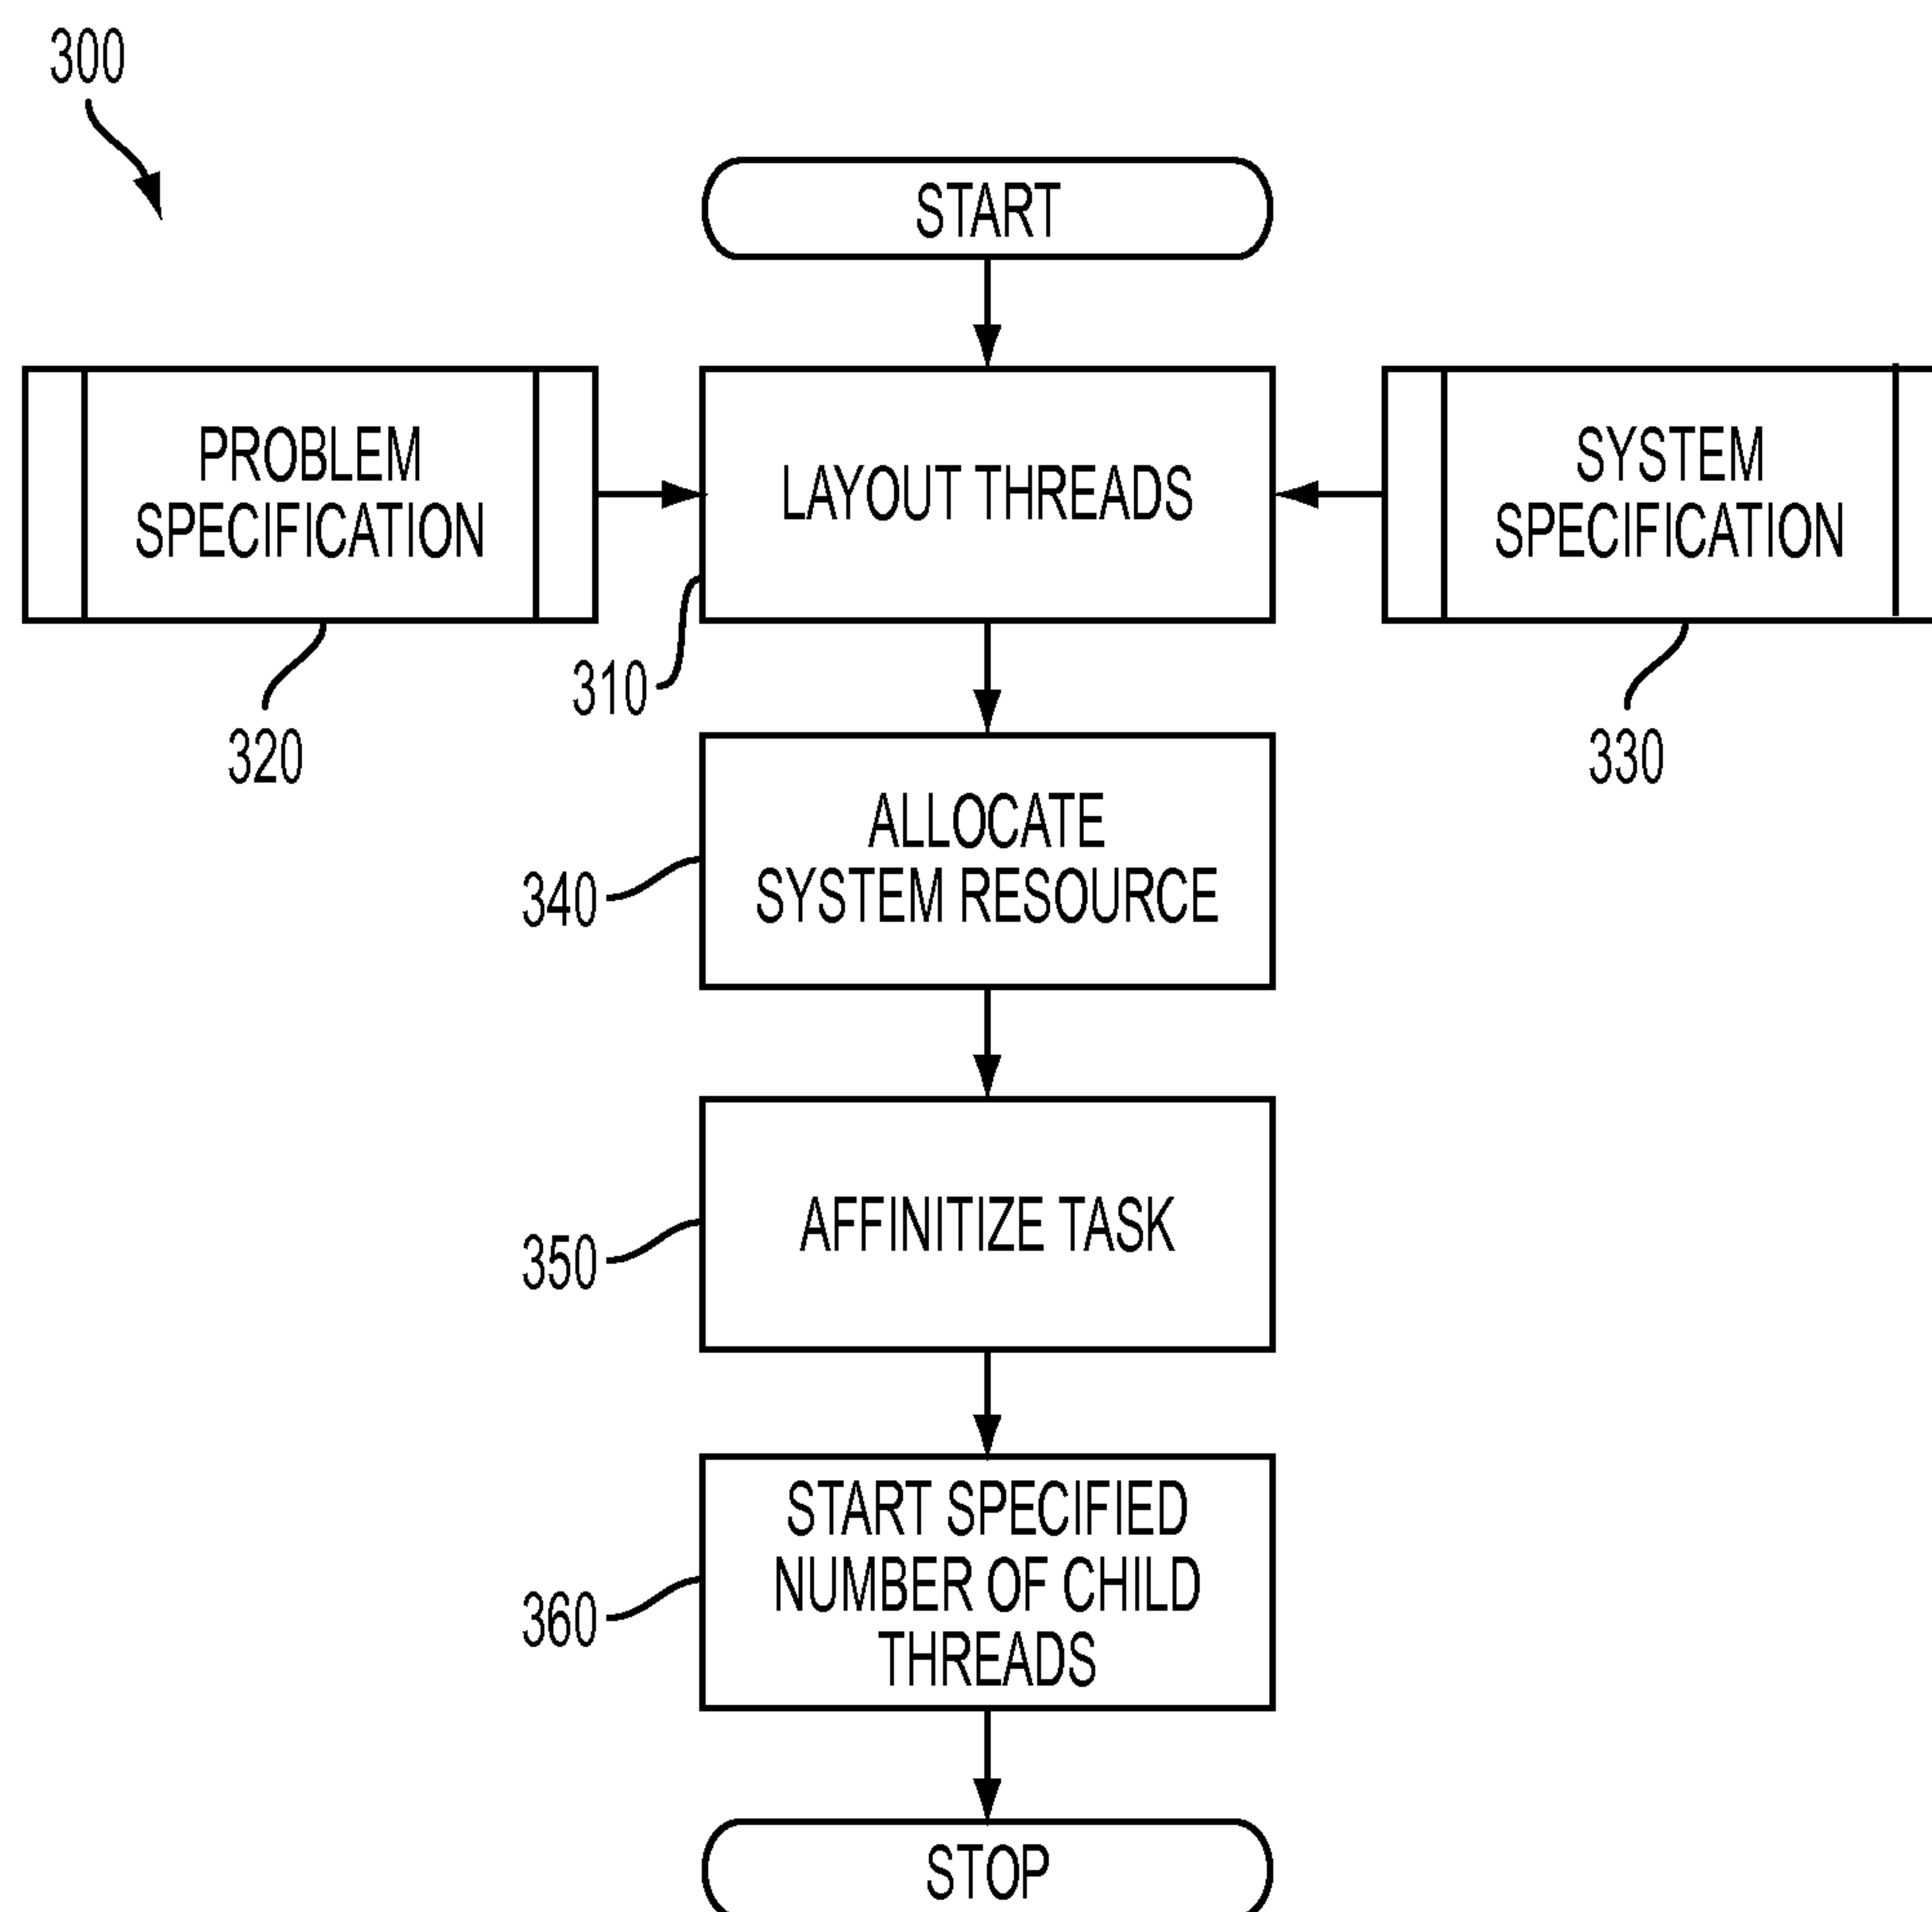 300
START
PROBLEM
SPECIFICATION
LAYOUT THREADS
SYSTEM
SPECIFICATION
310
320
330
ALLOCATE
SYSTEM RESOURCE
340
AFFINITIZE TASK
350
START SPECIFIED
NUMBER OF CHILD
THREADS
360
STOP